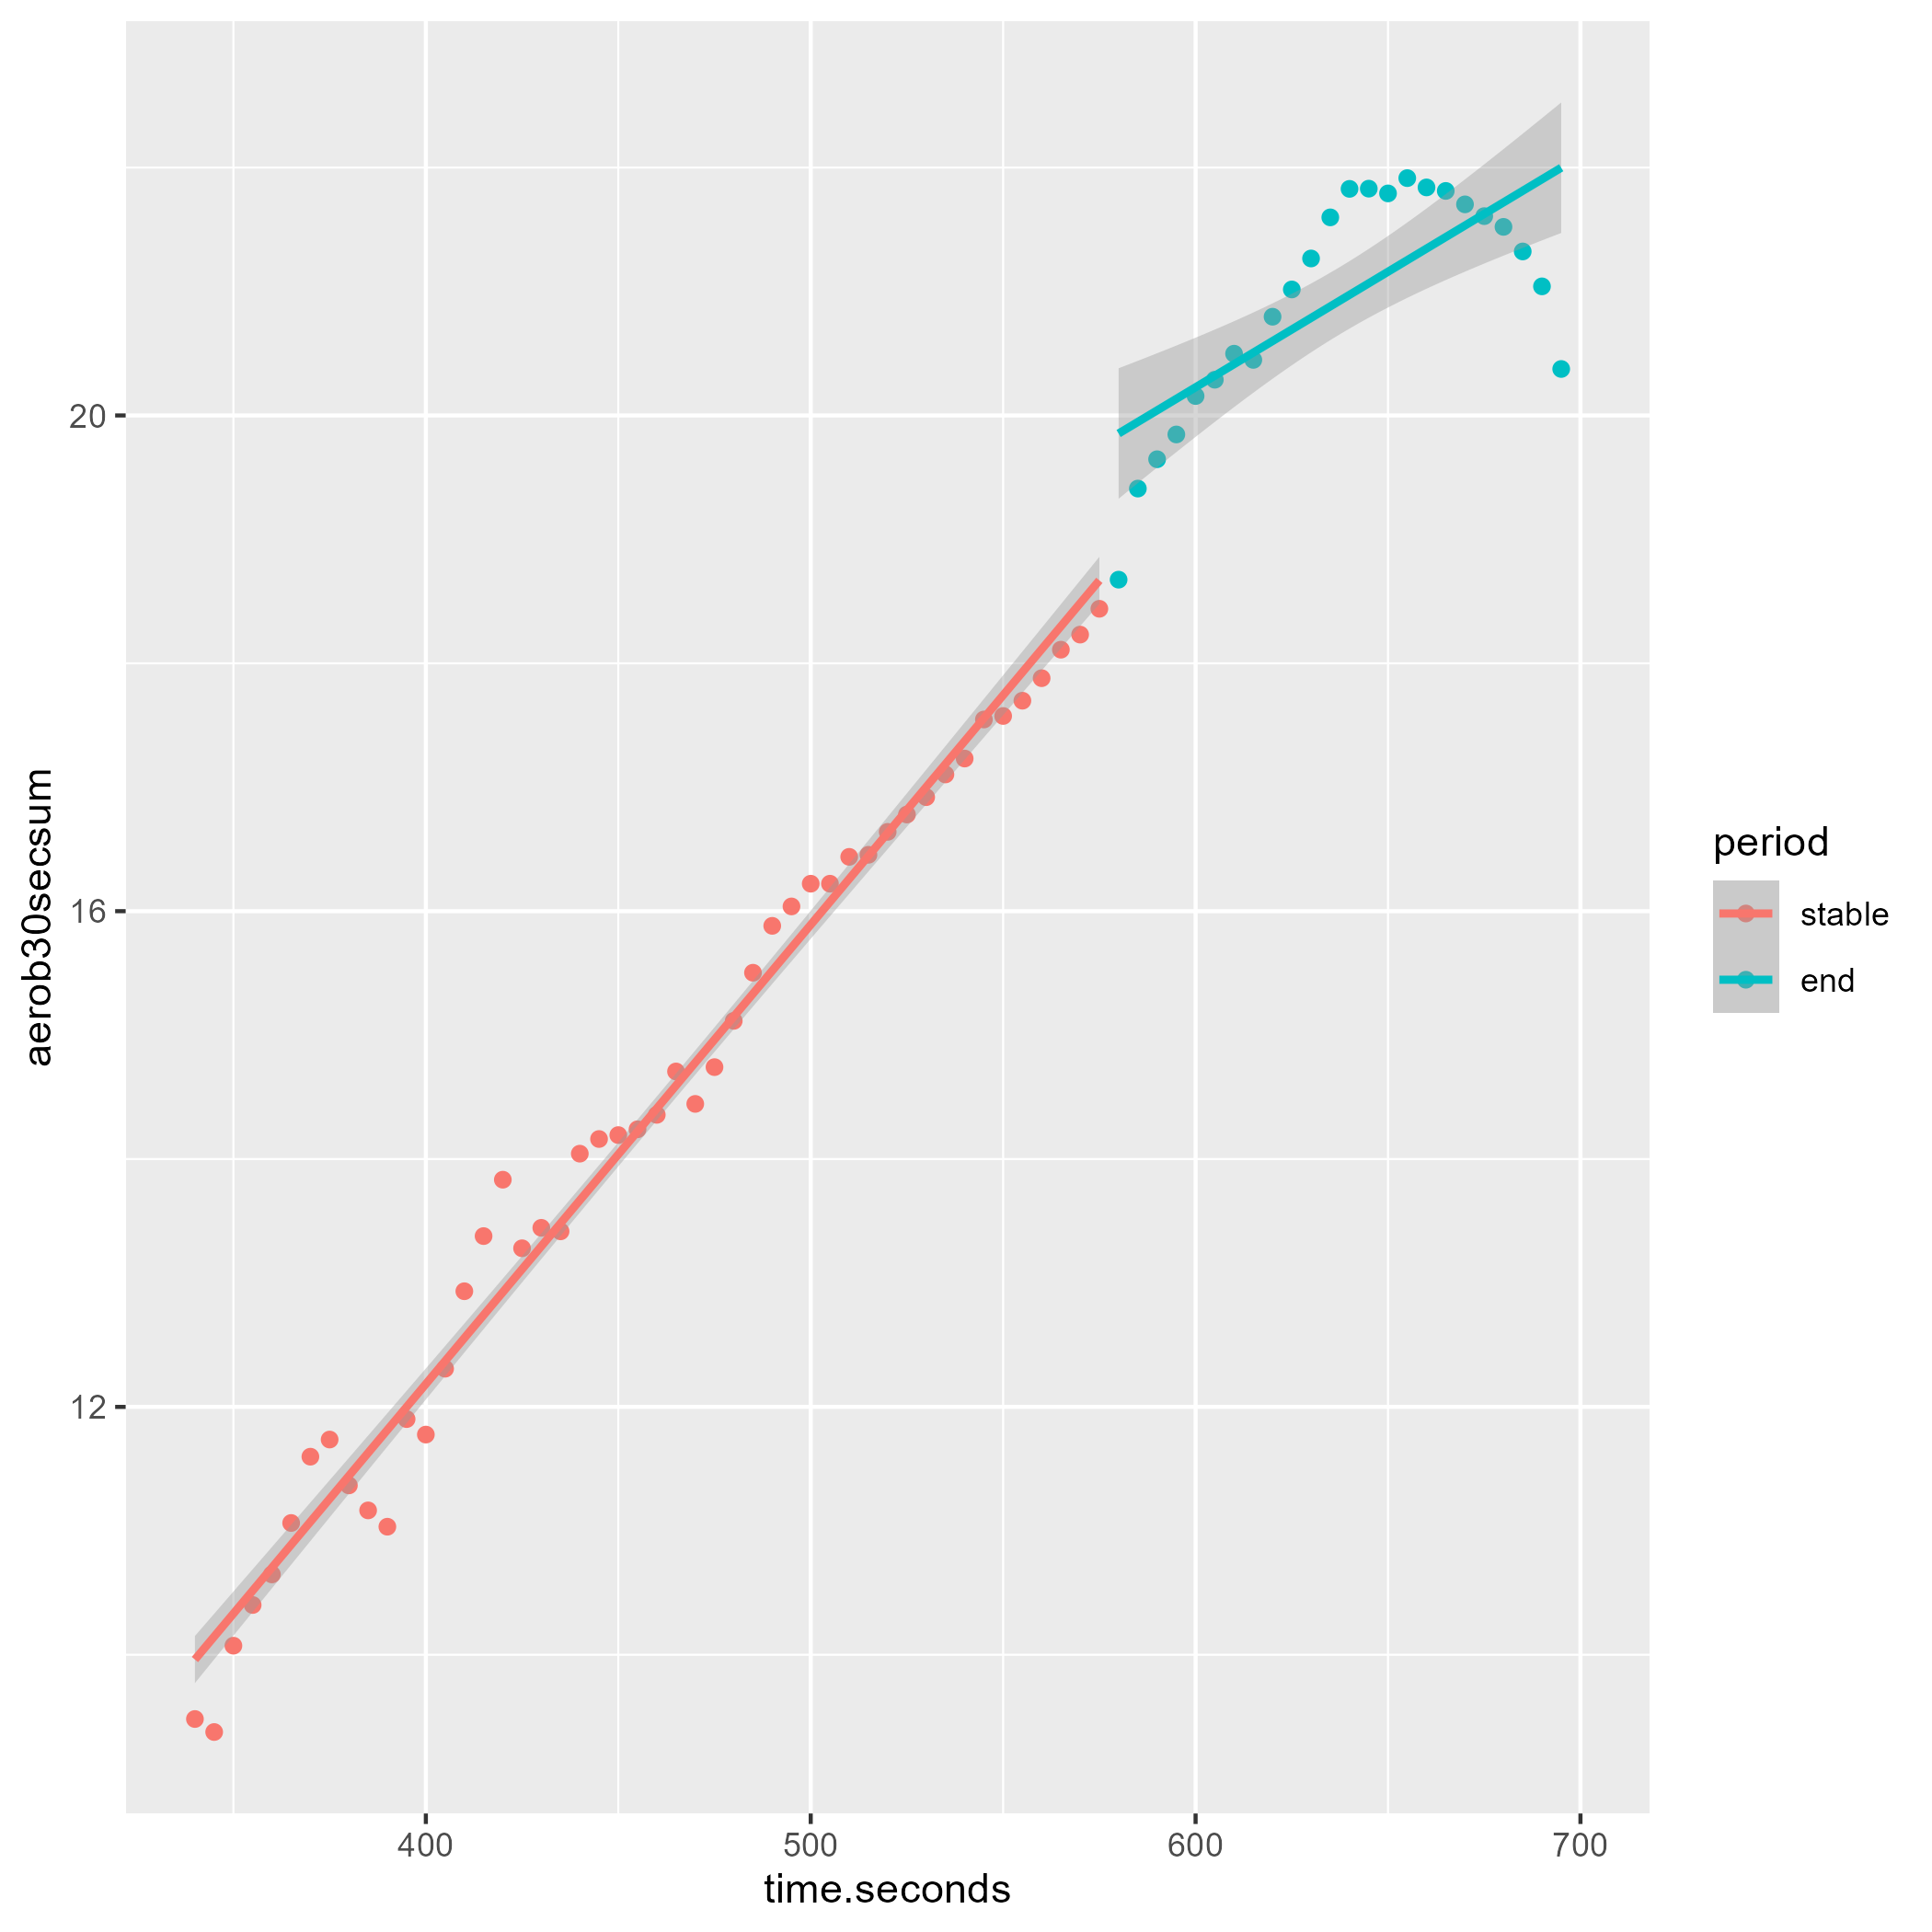 aerob30secsum
20
16
12
400 500 600 700
time.seconds
period
stable
end